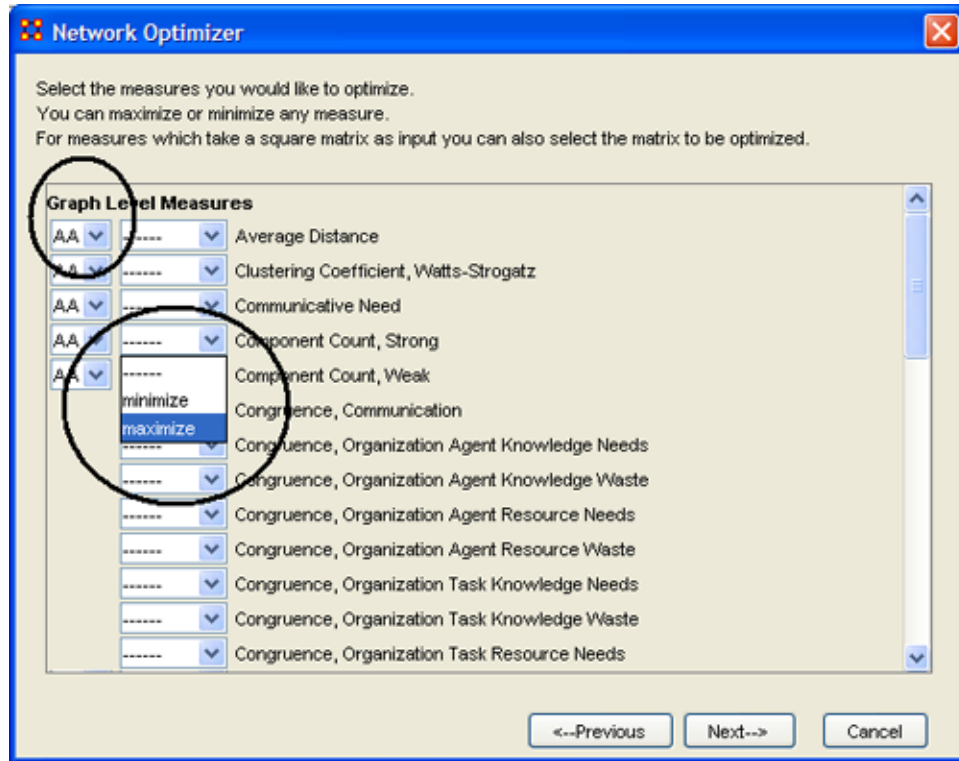 Network Optimizer
Select the measures you would like to optimize.
You can maximize or minimize any measure.
For measures which take a square matrix as input you can also select the matrix to be optimized.
Graph Level Measures
AA ------ Average Distance
AA ------ Clustering Coefficient, Watts-Strogatz
AA ------ Communicative Need
AA ------ Component Count, Strong
AA ------ Component Count, Weak
minimize Congruence, Communication
maximize
------ Congruence, Organization Agent Knowledge Needs
------ Congruence, Organization Agent Knowledge Waste
------ Congruence, Organization Agent Resource Needs
------ Congruence, Organization Agent Resource Waste
------ Congruence, Organization Task Knowledge Needs
------ Congruence, Organization Task Knowledge Waste
------ Congruence, Organization Task Resource Needs
<--Previous Next--> Cancel